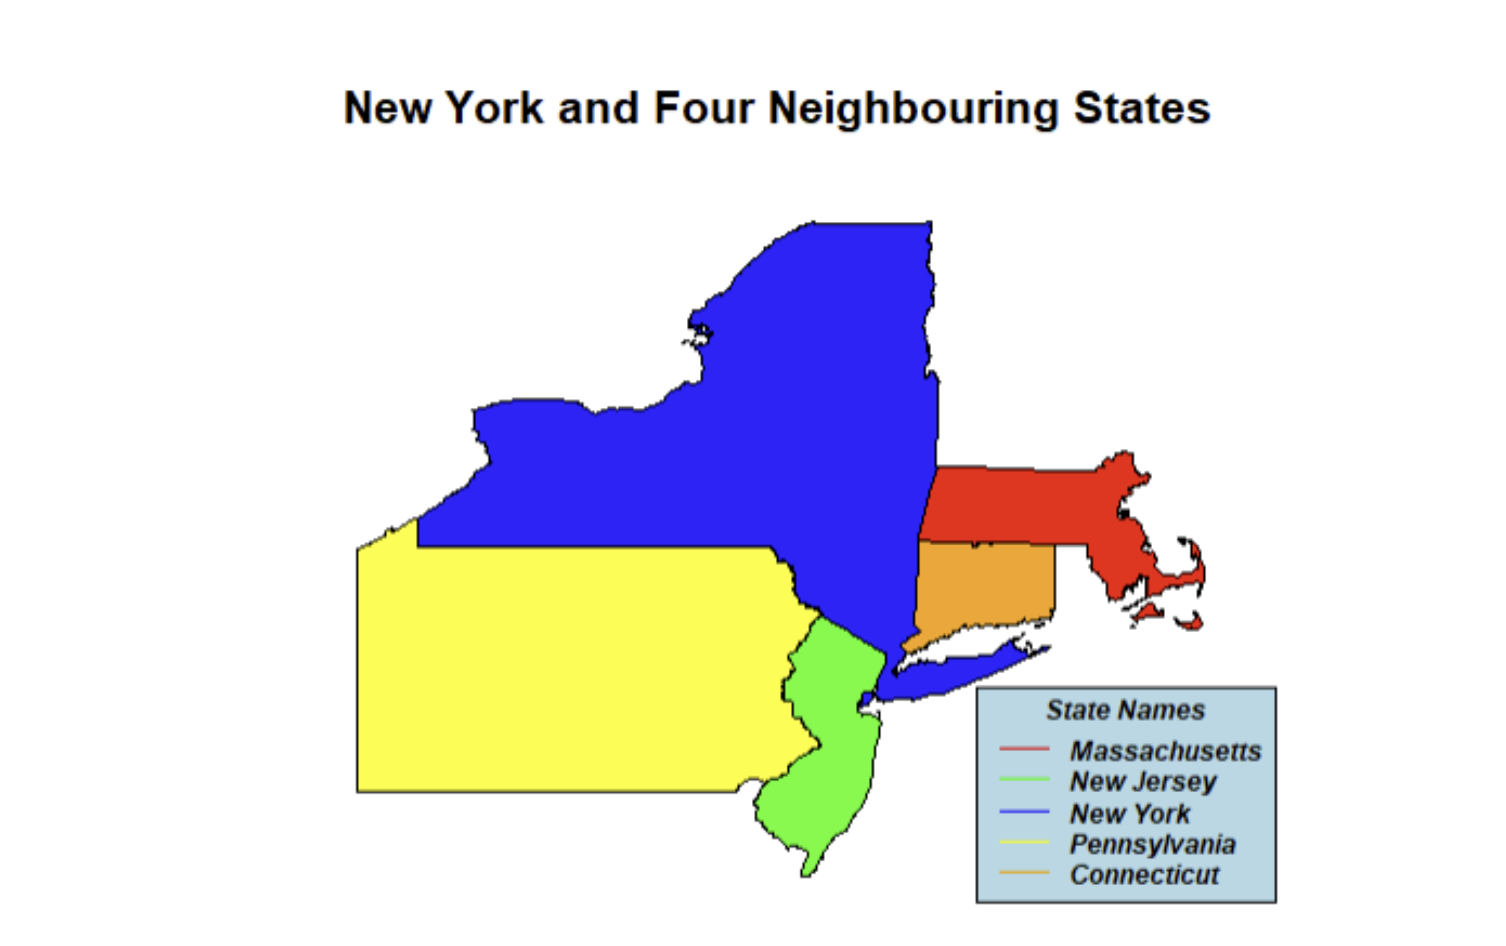 New York and Four Neighbouring States
State Names
Massachusetts
New Jersey
New York
Pennsylvania
Connecticut